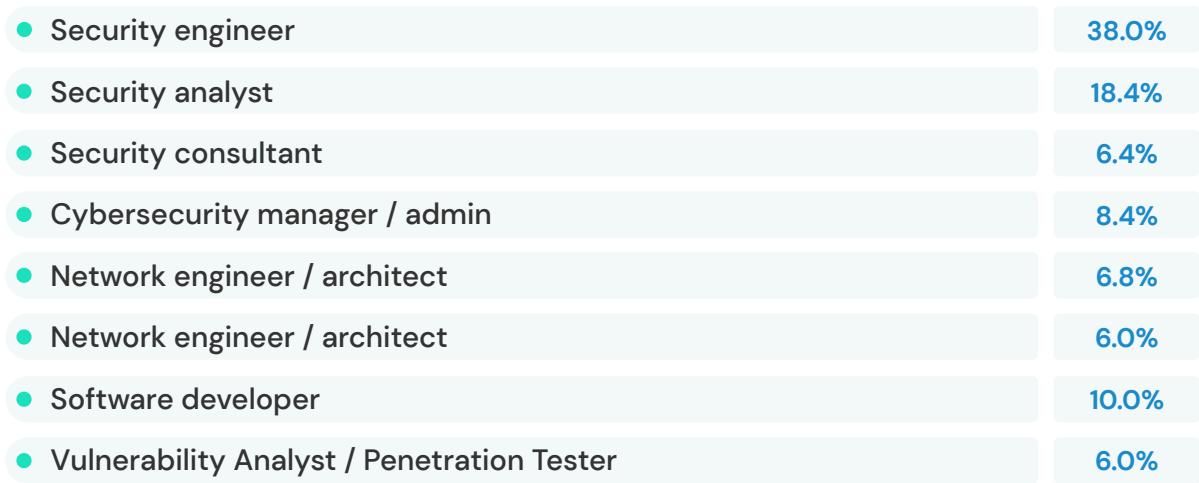 Security engineer 38.0%
Security analyst 18.4%
Security consultant 6.4%
Cybersecurity manager / admin 8.4%
Network engineer / architect 6.8%
Network engineer / architect 6.0%
Software developer 10.0%
Vulnerability Analyst / Penetration Tester 6.0%